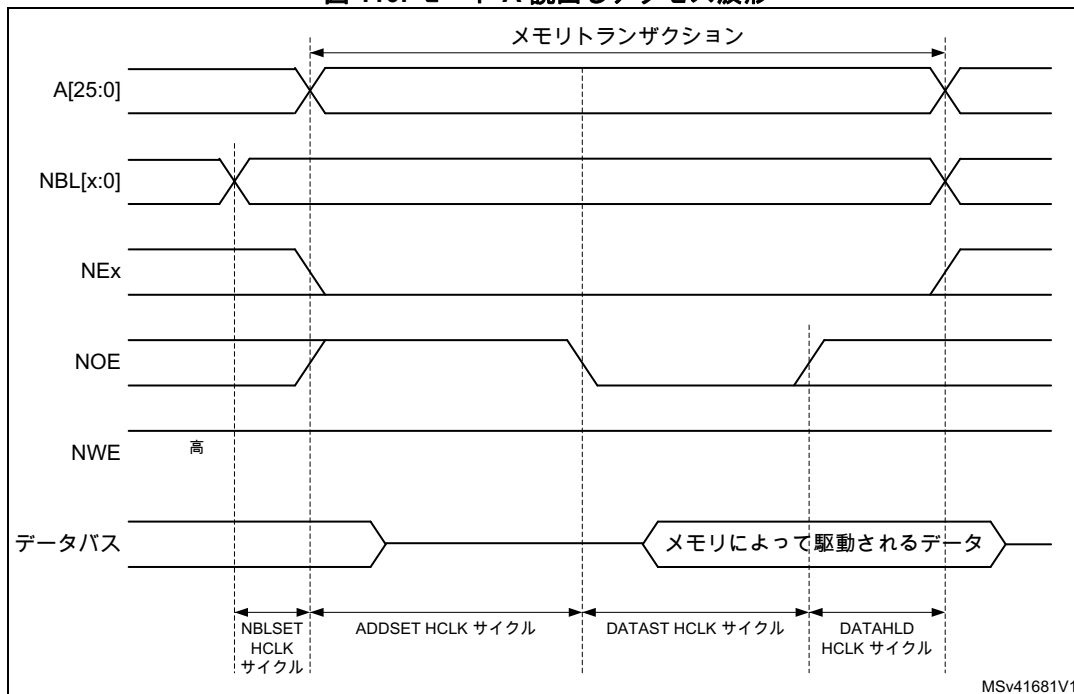 メモリトランザクション
A[25:0]
NBL[x:0]
NEx
NOE
NWE
高
データバス
メモリによって駆動されるデータ
NBLSET
HCLK
サイクル
ADDSET HCLK サイクル
DATAST HCLK サイクル
DATAHLD
HCLK サイクル
MSv41681V1